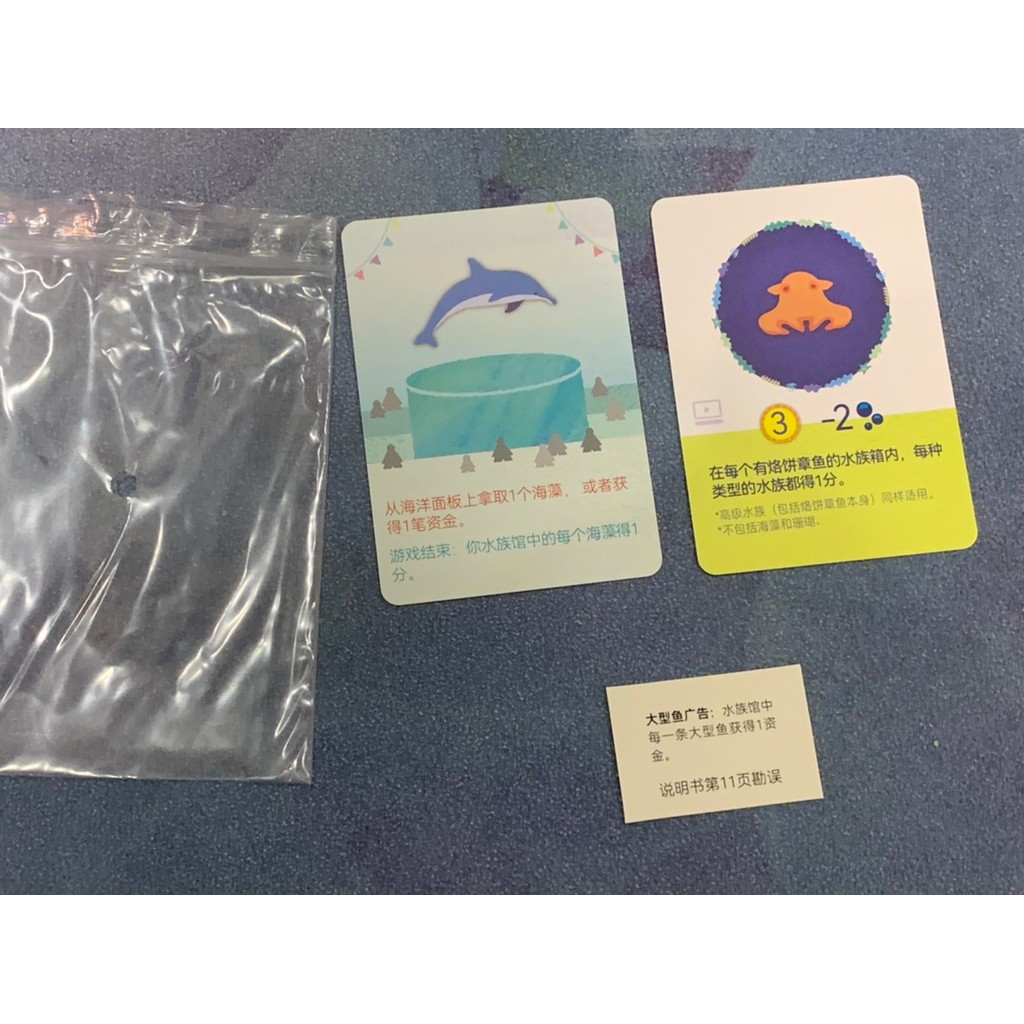 从海洋面板上拿取1个海藻，或者获
得1笔资金。
游戏结束：你水族馆中的每个海藻得1
分。
3 -2
在每个有烙饼章鱼的水族箱内，每种
类型的水族都得1分。
*高级水族（包括烙饼章鱼本身）同样适用。
*不包括海藻和珊瑚。
大型鱼广告：水族馆中
每一条大型鱼获得1资
金。
说明书第11页勘误